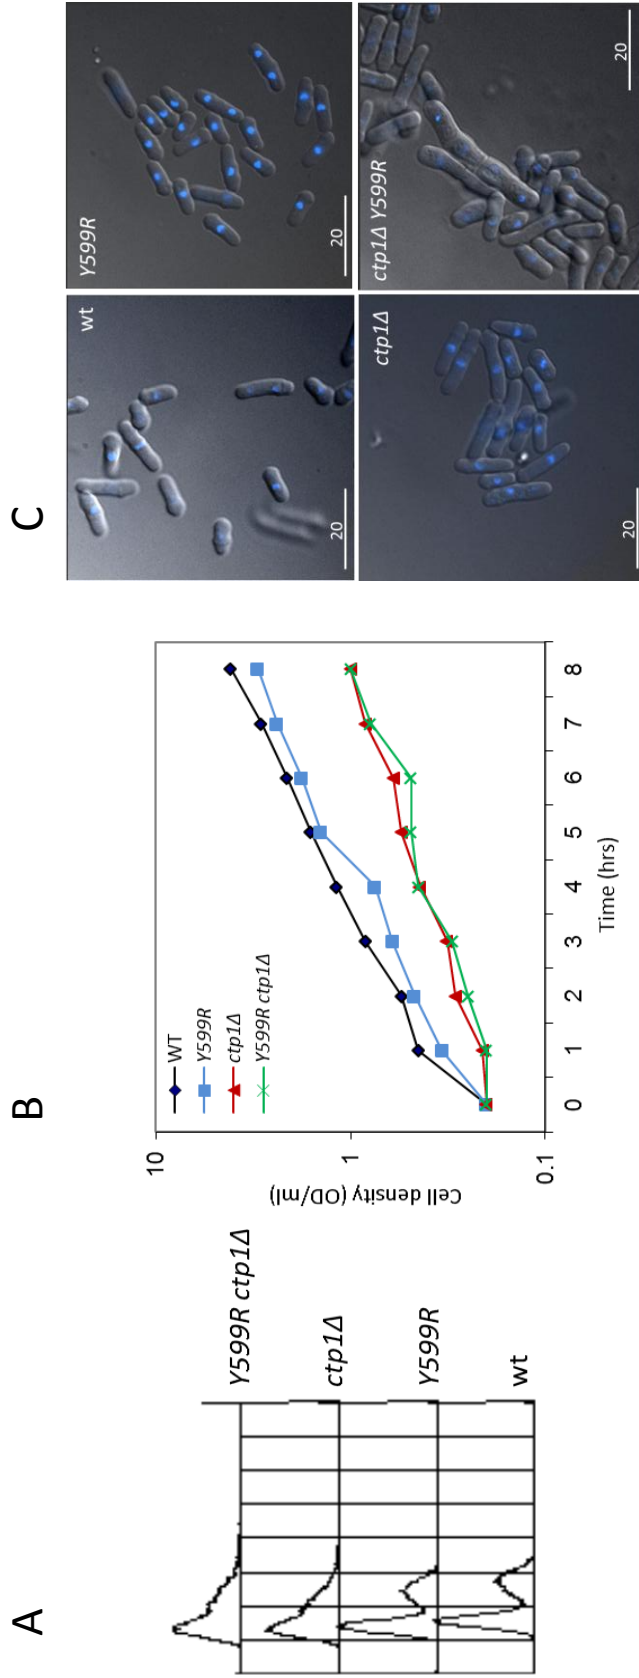 A
Y599R ctp1Δ
ctp1Δ
Y599R
wt
B
10
1
0.1
Cell density (OD/ml)
WT
Y599R
ctp1Δ
Y599R ctp1Δ
0 1 2 3 4 5 6 7 8
Time (hrs)
C
wt
20
Y599R
20
ctp1Δ
20
ctp1Δ Y599R
20